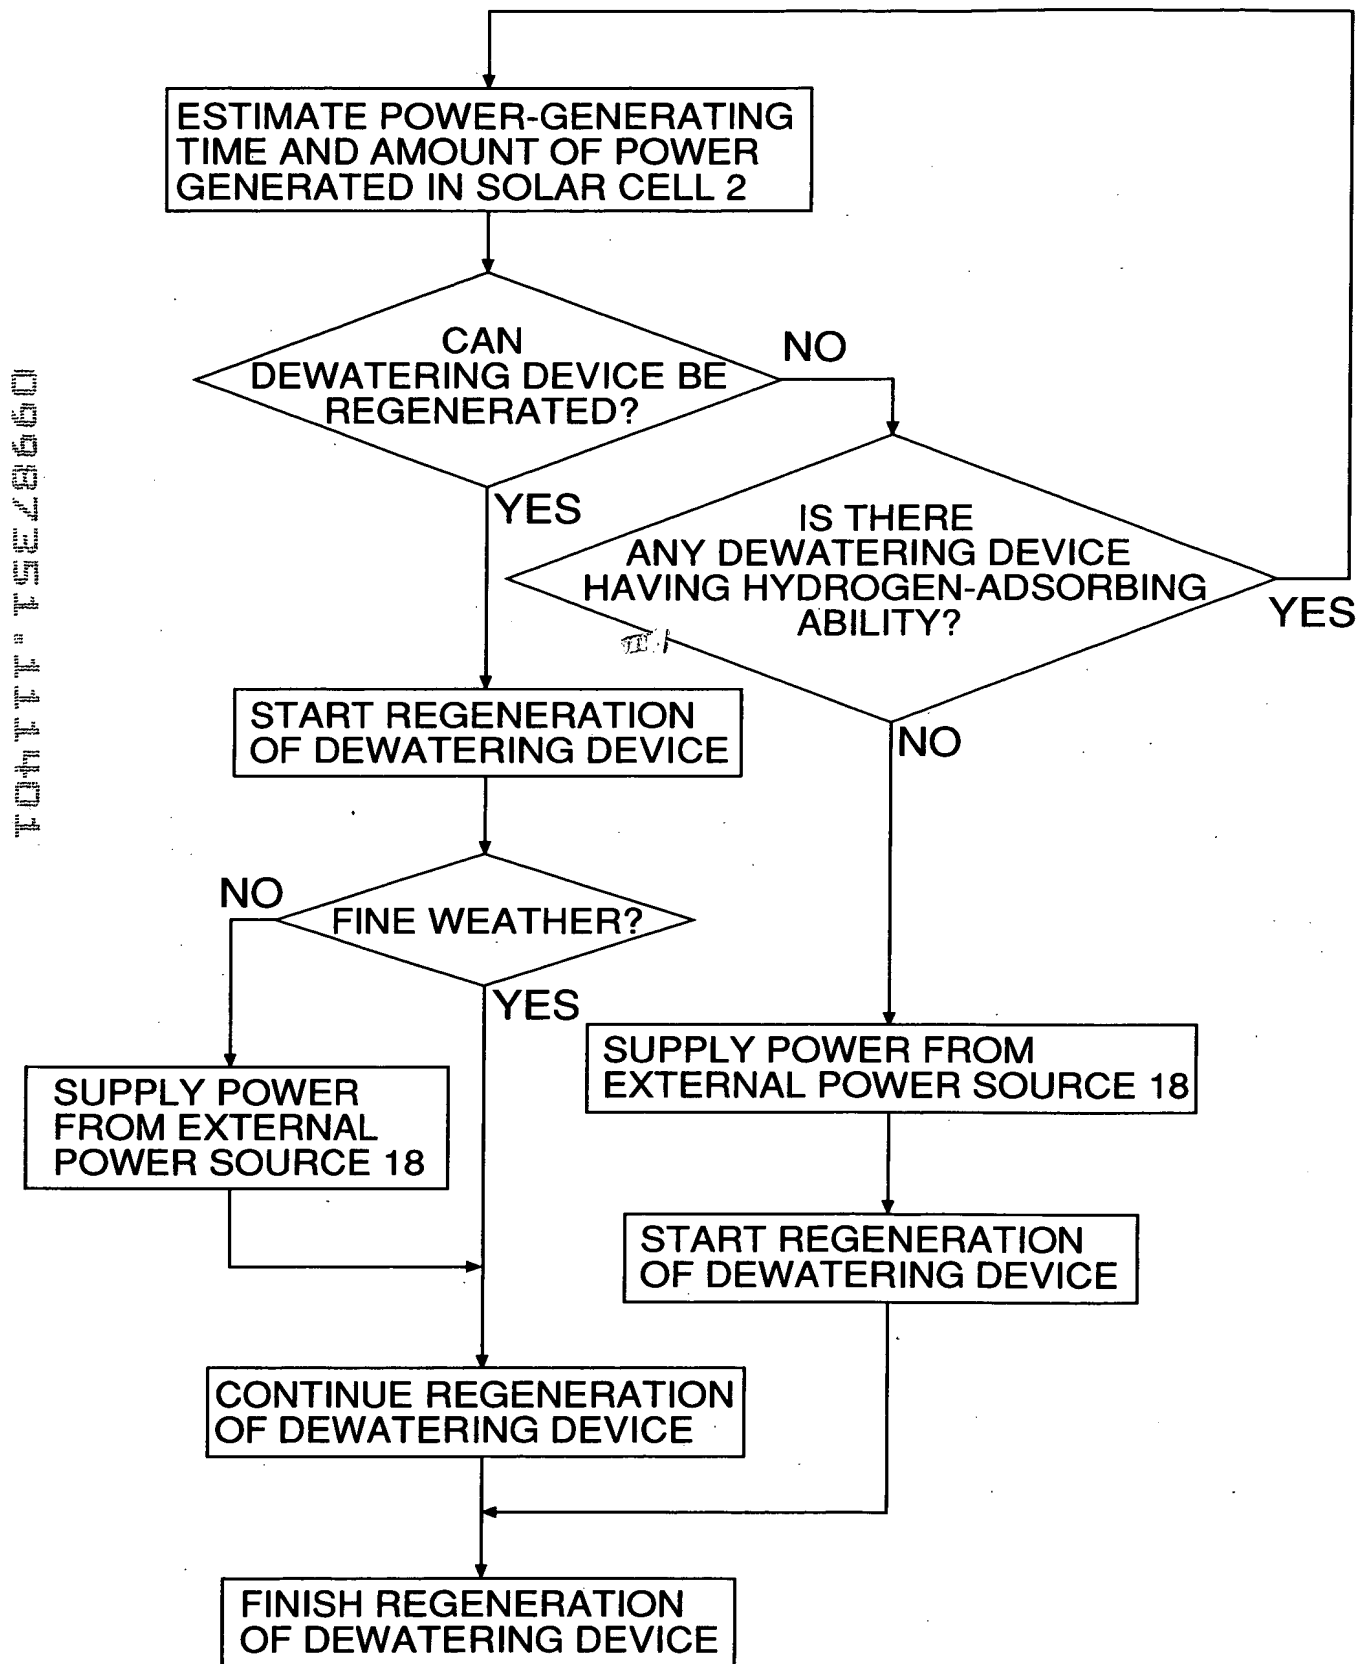 ESTIMATE POWER-GENERATING
TIME AND AMOUNT OF POWER
GENERATED IN SOLAR CELL 2
CAN
DEWATERING DEVICE BE
REGENERATED?
NO
YES
IS THERE
ANY DEWATERING DEVICE
HAVING HYDROGEN-ADSORBING
ABILITY?
YES
NO
START REGENERATION
OF DEWATERING DEVICE
FINE WEATHER?
NO
YES
SUPPLY POWER
FROM EXTERNAL
POWER SOURCE 18
SUPPLY POWER FROM
EXTERNAL POWER SOURCE 18
START REGENERATION
OF DEWATERING DEVICE
CONTINUE REGENERATION
OF DEWATERING DEVICE
FINISH REGENERATION
OF DEWATERING DEVICE
09987351.111401